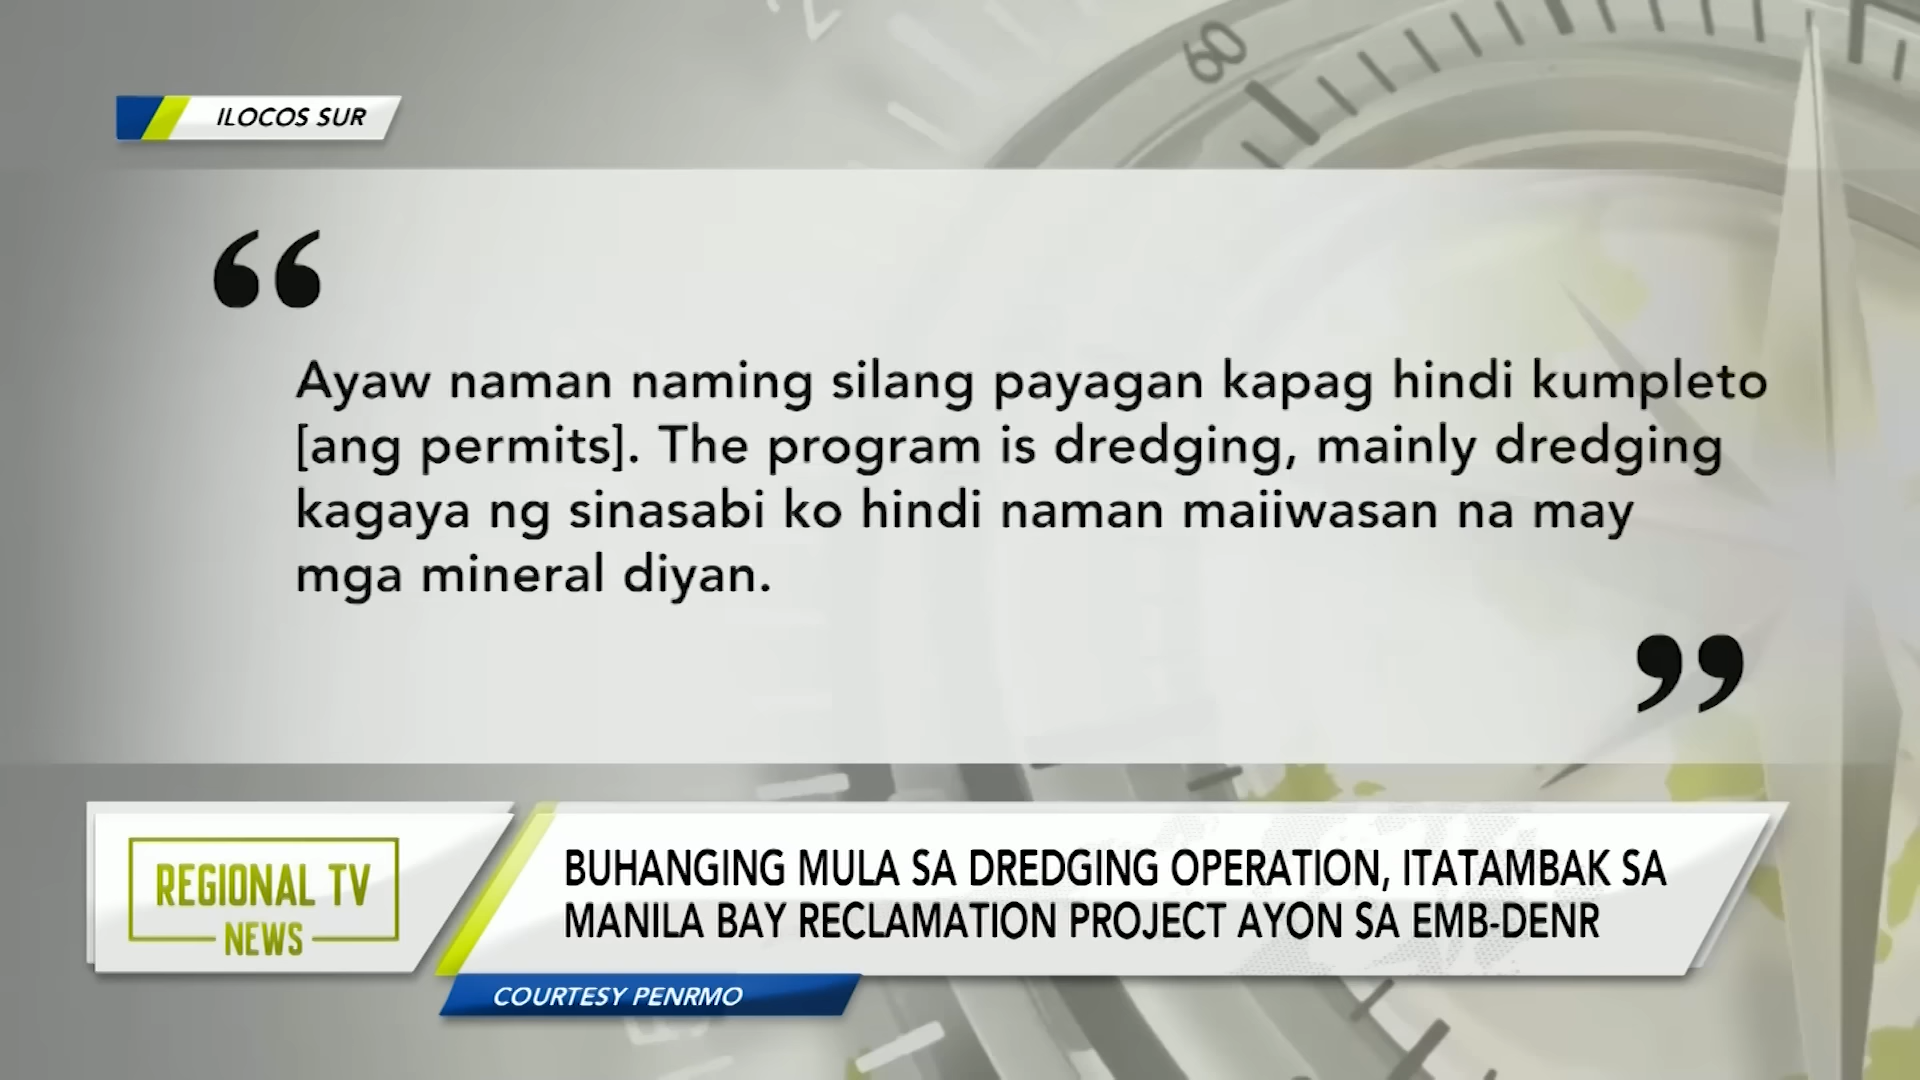 ILOCOS SUR
“
Ayaw naman naming silang payagan kapag hindi kumpleto
[ang permits]. The program is dredging, mainly dredging
kagaya ng sinasabi ko hindi naman maiiwasan na may
mga mineral diyan.
”
REGIONAL TV
NEWS
BUHANGING MULA SA DREDGING OPERATION, ITATAMBAK SA
MANILA BAY RECLAMATION PROJECT AYON SA EMB-DENR
COURTESY PENRMO
60